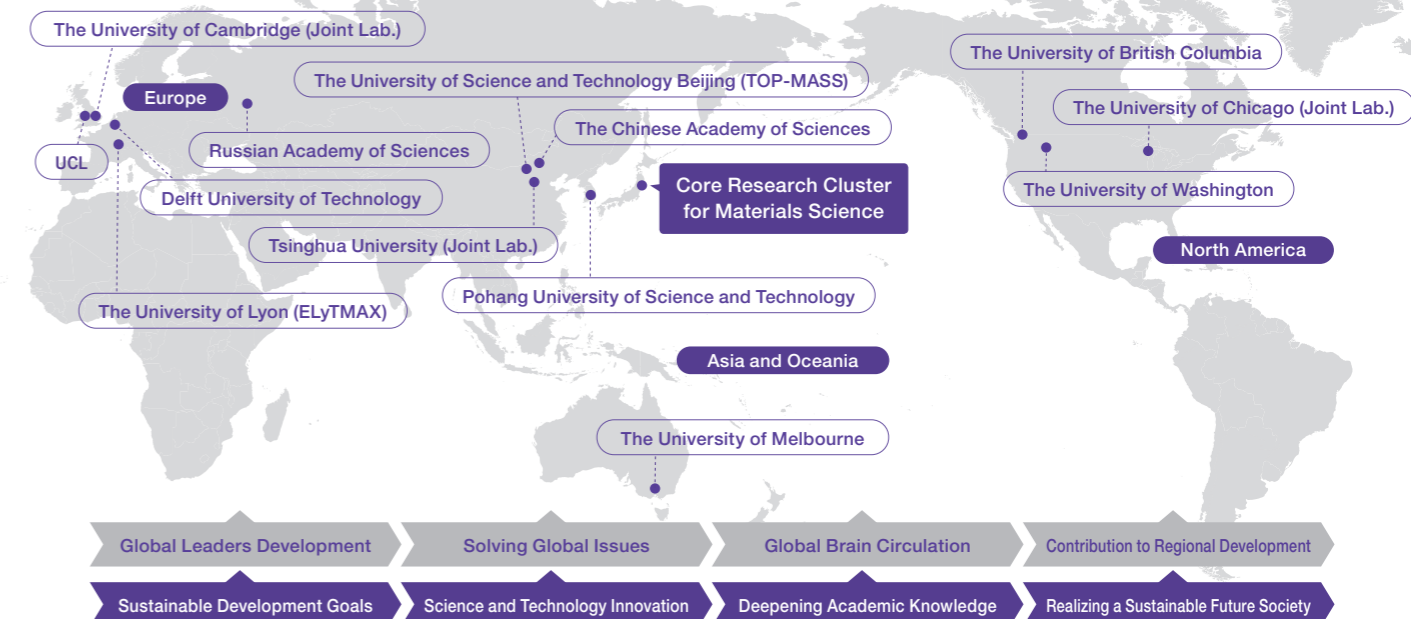 The University of Cambridge (Joint Lab.)
The University of British Columbia
The University of Science and Technology Beijing (TOP-MASS)
Europe
The University of Chicago (Joint Lab.)
The Chinese Academy of Sciences
Russian Academy of Sciences
UCL
Core Research Cluster
for Materials Science
The University of Washington
Delft University of Technology
Tsinghua University (Joint Lab.)
North America
Pohang University of Science and Technology
The University of Lyon (ELyTMAX)
Asia and Oceania
The University of Melbourne
Global Leaders Development
Solving Global Issues
Global Brain Circulation
Contribution to Regional Development
Sustainable Development Goals
Science and Technology Innovation
Deepening Academic Knowledge
Realizing a Sustainable Future Society